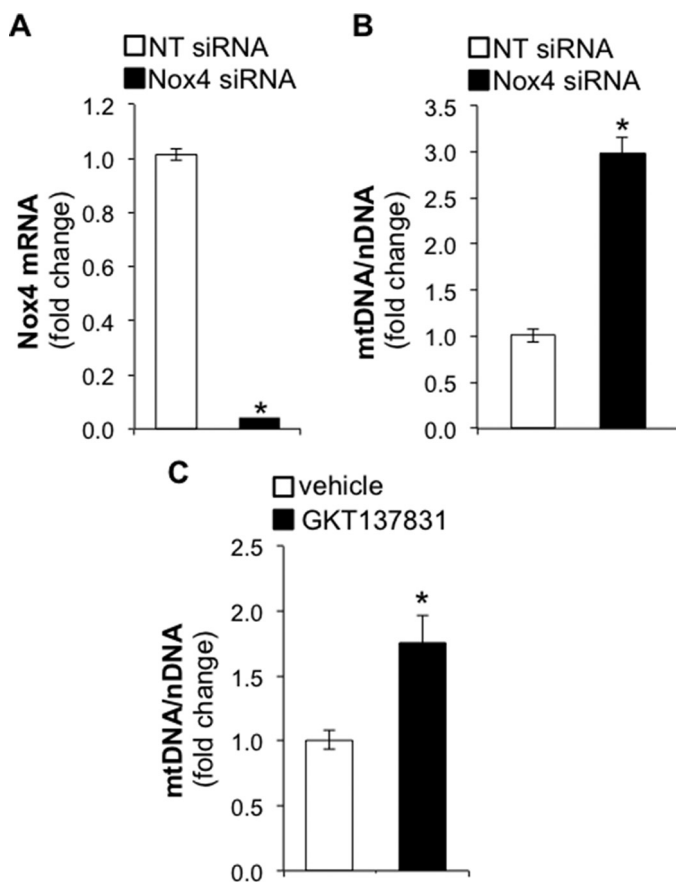 A
NT siRNA
Nox4 siRNA
Nox4 mRNA
(fold change)
1.2
1.0
0.8
0.6
0.4
0.2
0.0
*
B
NT siRNA
Nox4 siRNA
mtDNA/nDNA
(fold change)
3.5
3.0
2.5
2.0
1.5
1.0
0.5
0.0
*
C
vehicle
GKT137831
mtDNA/nDNA
(fold change)
2.5
2.0
1.5
1.0
0.5
0.0
*